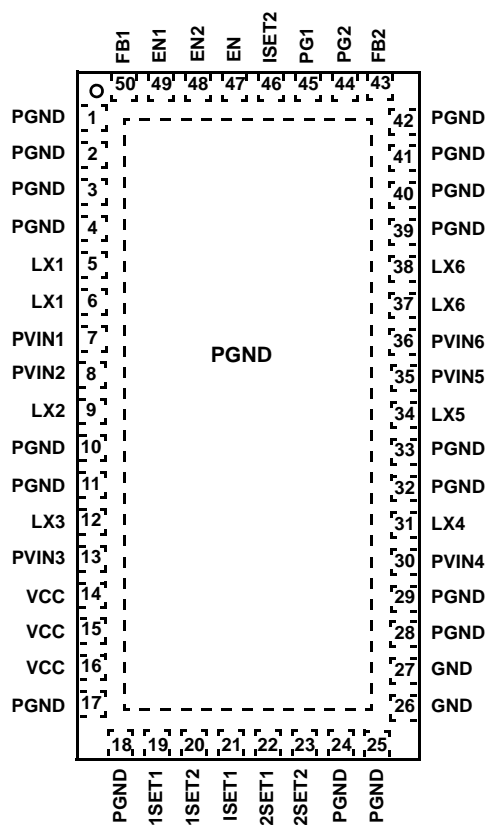 FB1 EN1 EN2 EN ISET2 PG1 PG2 FB2
50 49 48 47 46 45 44 43
PGND 1 42 PGND
PGND 2 41 PGND
PGND 3 40 PGND
PGND 4 39 PGND
LX1 5 38 LX6
LX1 6 37 LX6
PVIN1 7 36 PVIN6
PGND
PVIN2 8 35 PVIN5
LX2 9 34 LX5
PGND 10 33 PGND
PGND 11 32 PGND
LX3 12 31 LX4
PVIN3 13 30 PVIN4
VCC 14 29 PGND
VCC 15 28 PGND
VCC 16 27 GND
PGND 17 26 GND
18 19 20 21 22 23 24 25
PGND 1SET1 1SET2 ISET1 2SET1 2SET2 PGND PGND